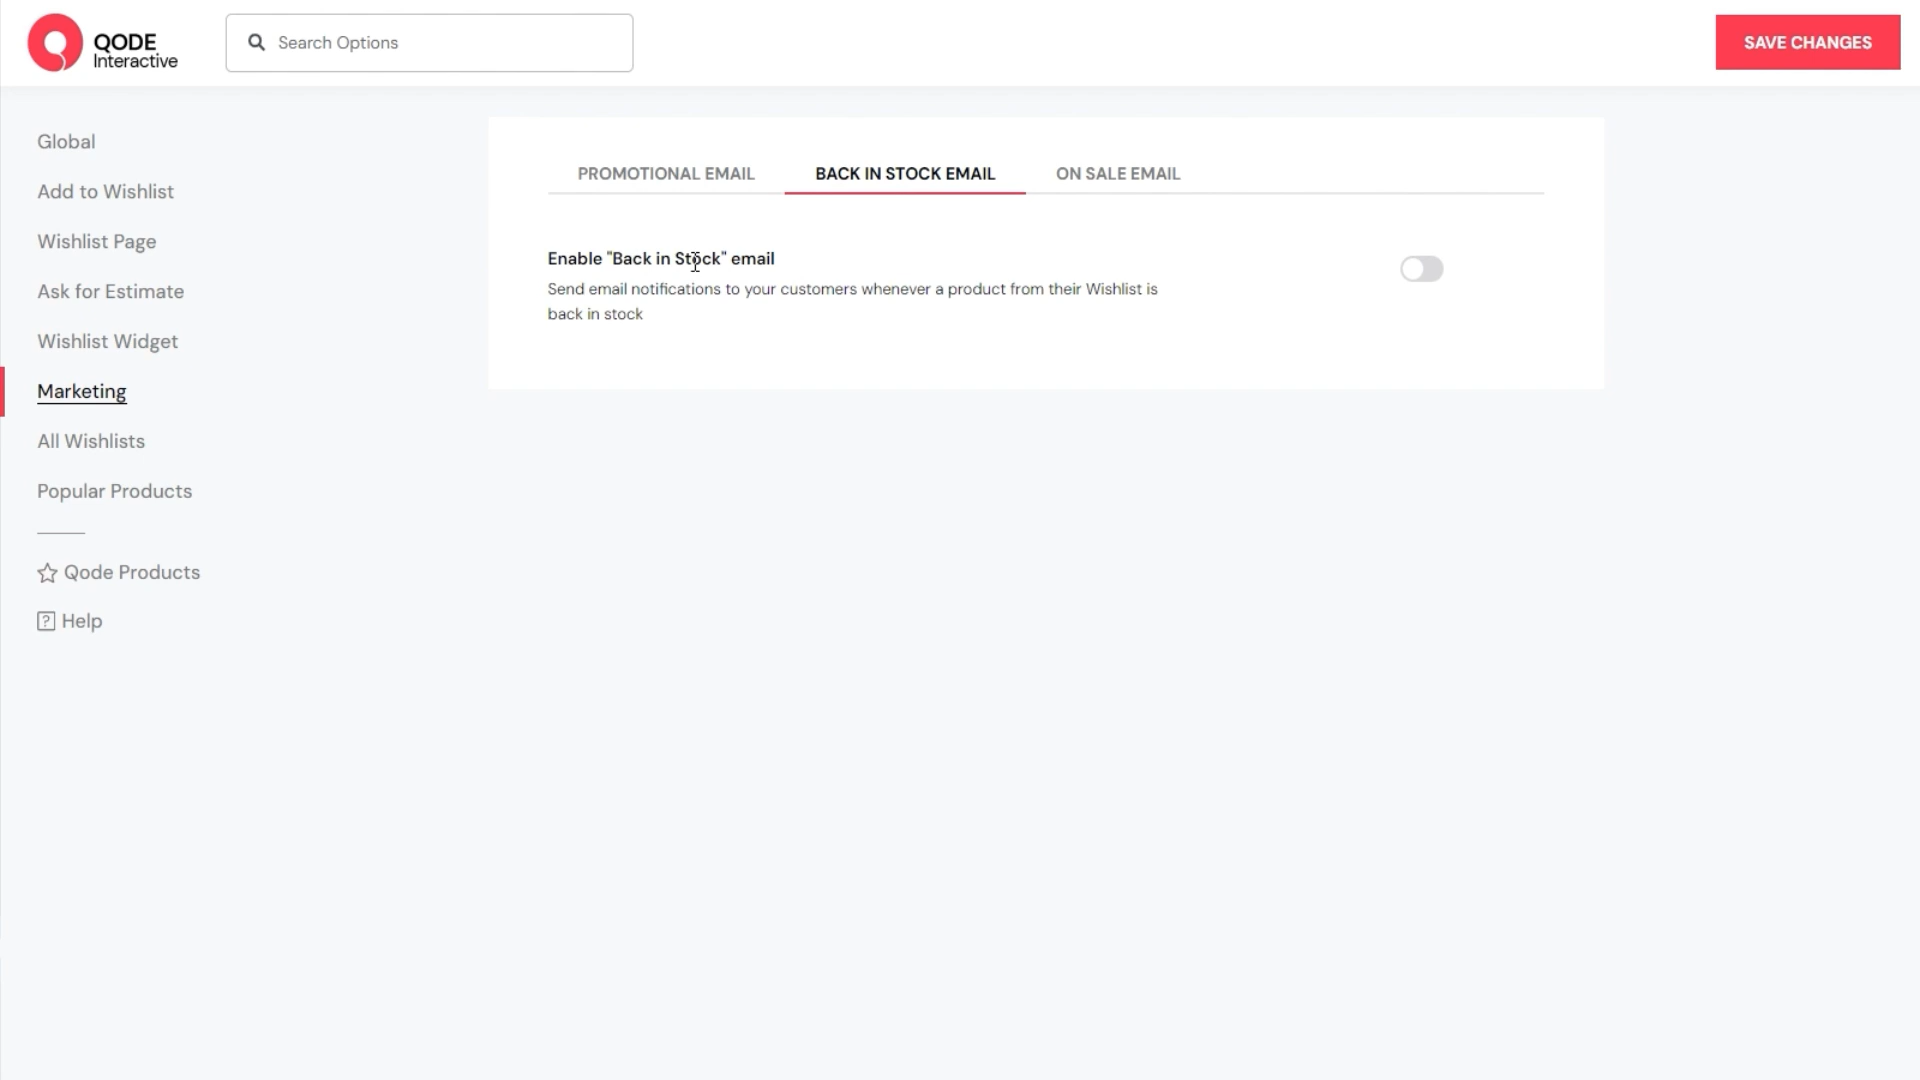 QODE
Interactive
Search Options
SAVE CHANGES
Global
Add to Wishlist
Wishlist Page
Ask for Estimate
Wishlist Widget
Marketing
All Wishlists
Popular Products
Qode Products
? Help
PROMOTIONAL EMAIL
BACK IN STOCK EMAIL
ON SALE EMAIL
Enable "Back in Stock" email
Send email notifications to your customers whenever a product from their Wishlist is
back in stock